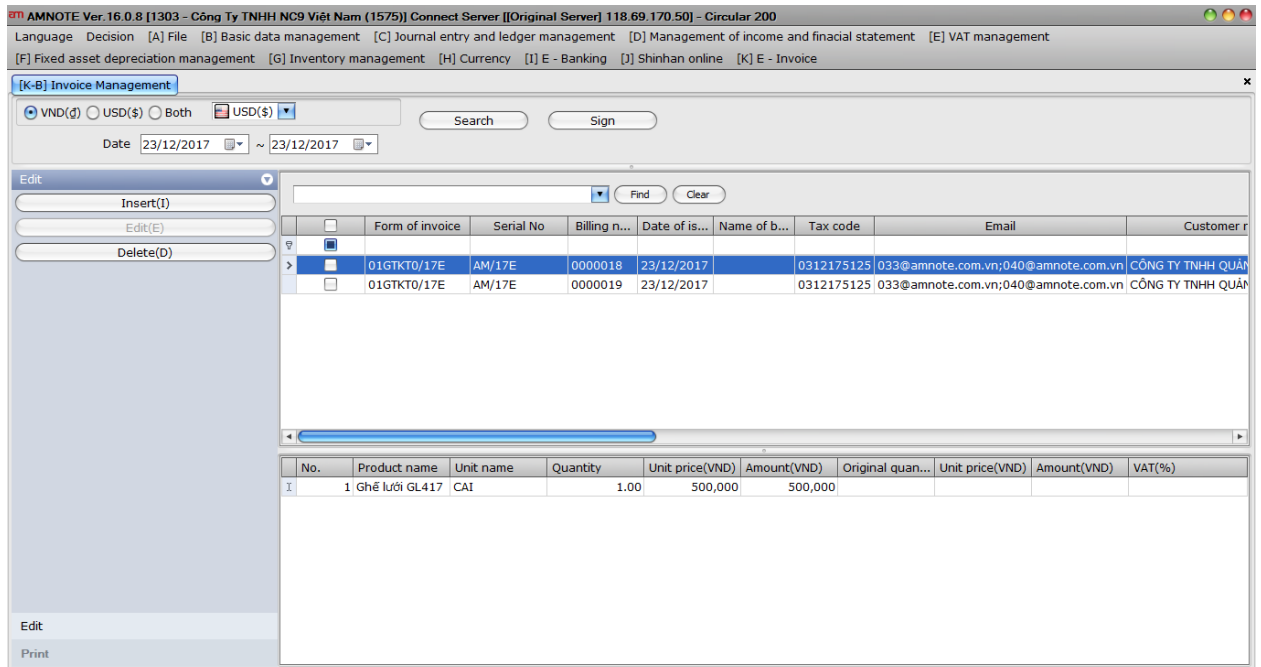 am AMNOTE Ver.16.0.8 [1303 - Công Ty TNHH NC9 Việt Nam (1575)] Connect Server [[Original Server] 118.69.170.50] - Circular 200
Language Decision [A] File [B] Basic data management [C] Journal entry and ledger management [D] Management of income and finacial statement [E] VAT management
[F] Fixed asset depreciation management [G] Inventory management [H] Currency [I] E - Banking [J] Shinhan online [K] E - Invoice
[K-B] Invoice Management ×
VND(₫) USD($) Both USD($) Search Sign
Date 23/12/2017 ~ 23/12/2017
Edit
Insert(I) Find Clear
Edit(E) Form of invoice Serial No Billing n... Date of is... Name of b... Tax code Email Customer r
Delete(D)
01GTKT0/17E AM/17E 0000018 23/12/2017 0312175125 033@amnote.com.vn;040@amnote.com.vn CÔNG TY TNHH QUẢN
01GTKT0/17E AM/17E 0000019 23/12/2017 0312175125 033@amnote.com.vn;040@amnote.com.vn CÔNG TY TNHH QUẢN
No. Product name Unit name Quantity Unit price(VND) Amount(VND) Original quan... Unit price(VND) Amount(VND) VAT(%)
1 Ghế lưới GL417 CAI 1.00 500,000 500,000
Edit
Print